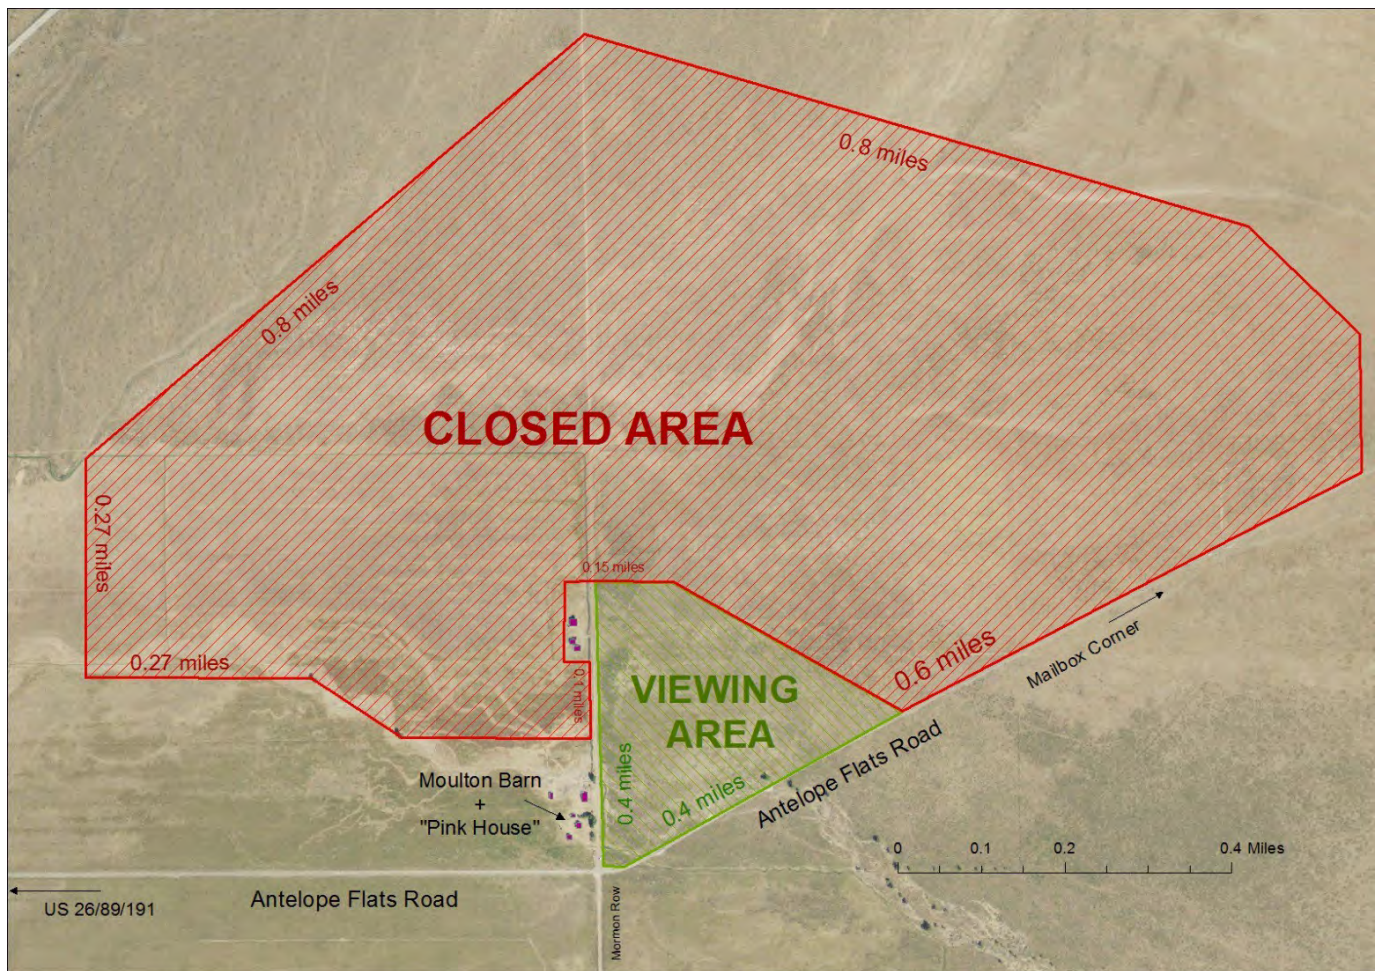 0.8 miles
0.8 miles
CLOSED AREA
0.27 miles
0.15 miles
0.27 miles
0.1 miles
VIEWING
AREA
0.6 miles
Mailbox Corner
0.4 miles
0.4 miles
Antelope Flats Road
Moulton Barn
+
"Pink House"
0 0.1 0.2 0.4 Miles
Antelope Flats Road
US 26/89/191
Mormon Row